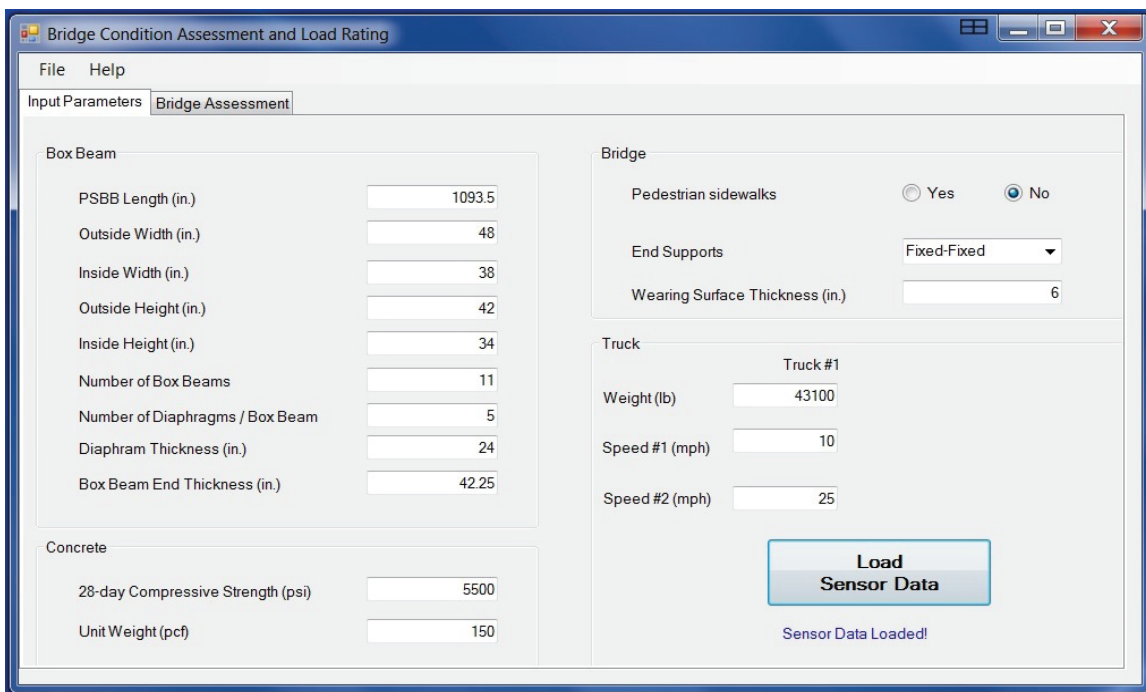 Bridge Condition Assessment and Load Rating
File Help
Input Parameters Bridge Assessment
Box Beam
PSBB Length (in.) 1093.5
Outside Width (in.) 48
Inside Width (in.) 38
Outside Height (in.) 42
Inside Height (in.) 34
Number of Box Beams 11
Number of Diaphragms / Box Beam 5
Diaphram Thickness (in.) 24
Box Beam End Thickness (in.) 42.25
Concrete
28-day Compressive Strength (psi) 5500
Unit Weight (pcf) 150
Bridge
Pedestrian sidewalks Yes No
End Supports Fixed-Fixed
Wearing Surface Thickness (in.) 6
Truck
Truck #1
Weight (lb) 43100
Speed #1 (mph) 10
Speed #2 (mph) 25
Load
Sensor Data
Sensor Data Loaded!